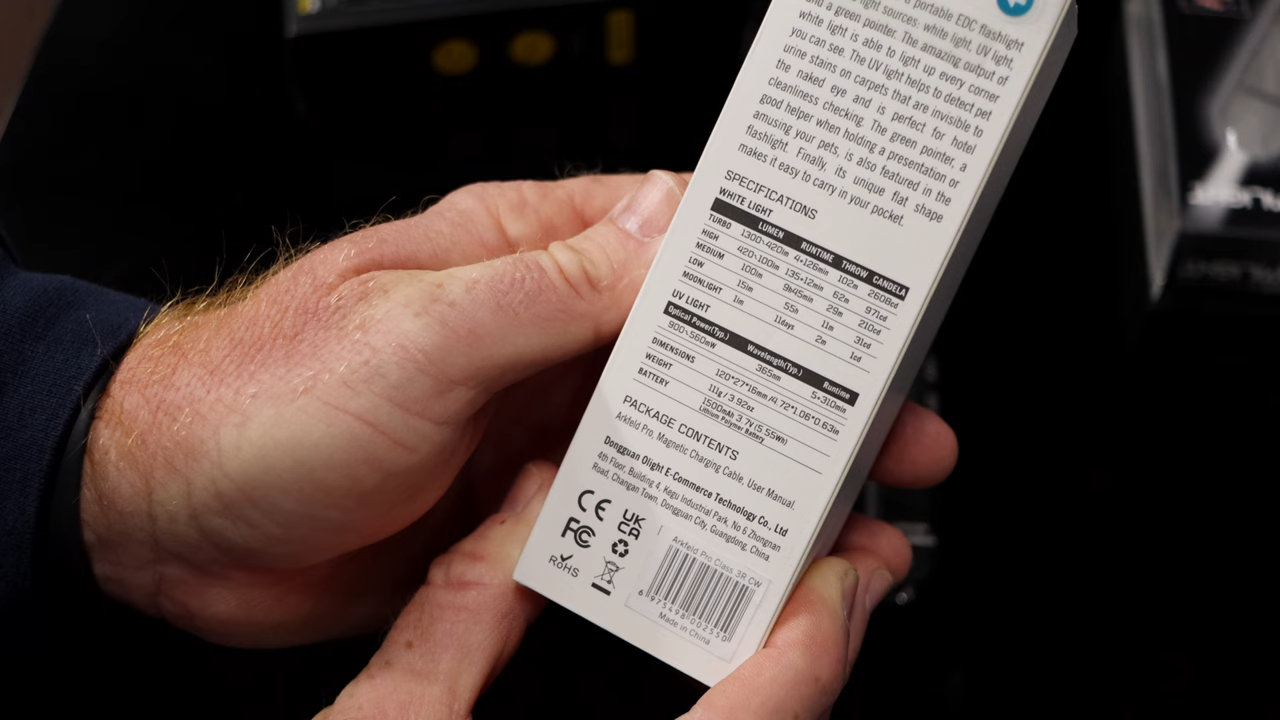 portable EDC flashlight
light sources: white light, UV light,
and a green pointer. The amazing output of
white light is able to light up every corner
you can see. The UV light helps to detect pet
urine stains on carpets that are invisible to
the naked eye and is perfect for hotel
cleanliness checking. The green pointer, a
good helper when holding a presentation or
amusing your pets, is also featured in the
flashlight. Finally, its unique flat shape
makes it easy to carry in your pocket.
SPECIFICATIONS
WHITE LIGHT
LUMEN RUNTIME THROW CANDELA
TURBO 1300~420lm 4+126min 102m 2608cd
HIGH 420~100lm 135+12min 62m 971cd
MEDIUM 100lm 9h45min 29m 210cd
LOW 15lm 55h 11m 31cd
MOONLIGHT 1lm 11days 2m 1cd
UV LIGHT
Optical Power(Typ.) Wavelength(Typ.) Runtime
900~560mW 365nm 5+310min
DIMENSIONS 120*27*16mm /4.72*1.06*0.63in
WEIGHT 111g / 3.92oz
BATTERY 1500mAh 3.7V (5.55Wh)
Lithium Polymer Battery
PACKAGE CONTENTS
Arkfeld Pro, Magnetic Charging Cable, User Manual.
Dongguan Olight E-Commerce Technology Co., Ltd
4th Floor, Building 4, Kegu Industrial Park, No 6 Zhongnan
Road, Changan Town, Dongguan City, Guangdong, China.
CE
UK
CA
FC
RoHS
Arkfeld Pro Class 3R CW
6 975498 002550
Made in China